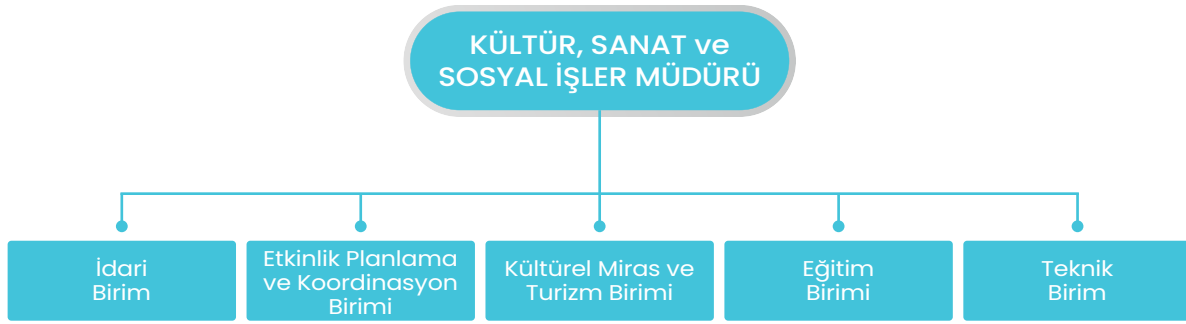 KÜLTÜR, SANAT ve
SOSYAL İŞLER MÜDÜRÜ
İdari
Birim
Etkinlik Planlama
ve Koordinasyon
Birimi
Kültürel Miras ve
Turizm Birimi
Eğitim
Birimi
Teknik
Birim